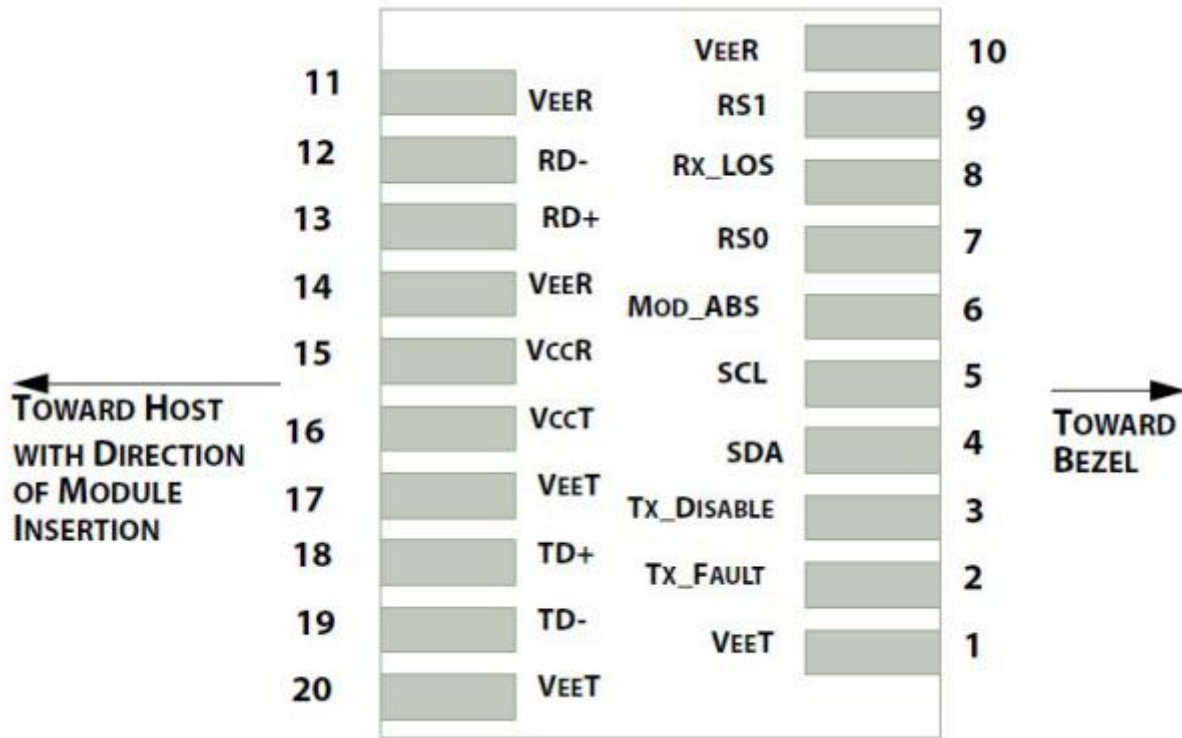 VEER 10
11 VEER
RS1 9
12 RD-
RX_LOS 8
13 RD+
RS0 7
14 VEER
MOD_ABS 6
15 VCCR
SCL 5
16 VCCT
SDA 4
17 VEET
TX_DISABLE 3
18 TD+
TX_FAULT 2
19 TD-
VEET 1
20 VEET
TOWARD HOST
WITH DIRECTION
OF MODULE
INSERTION
TOWARD
BEZEL